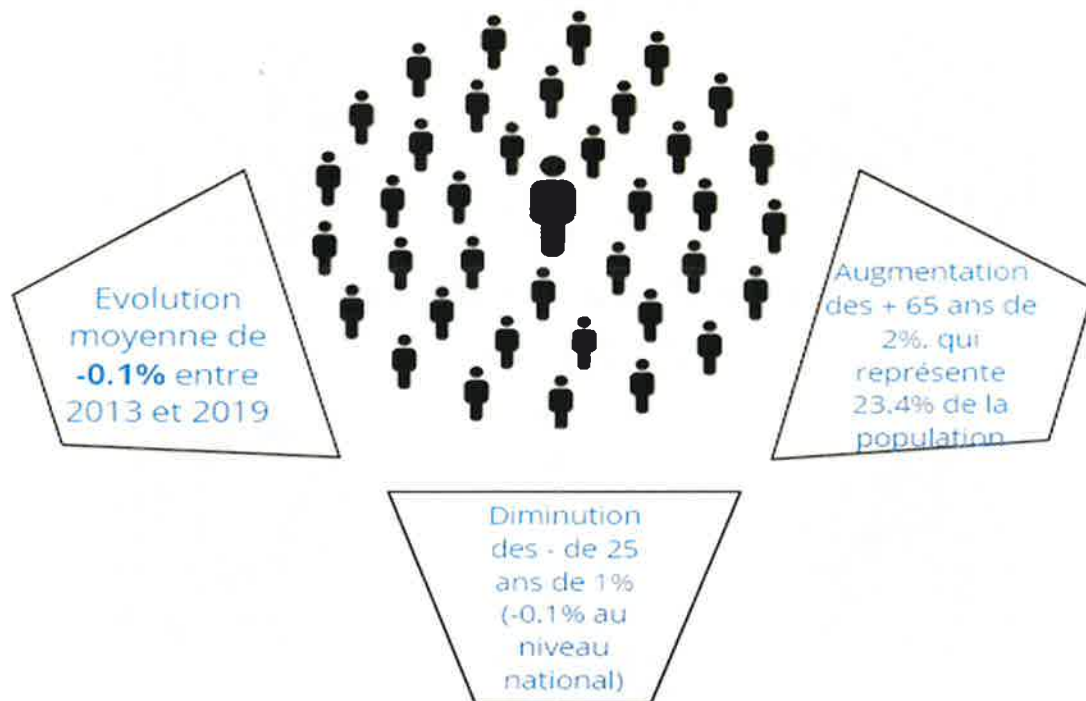 Evolution
moyenne de
-0.1% entre
2013 et 2019
Augmentation
des + 65 ans de
2%. qui
représente
23.4% de la
population
Diminution
des - de 25
ans de 1%
(-0.1% au
niveau
national)